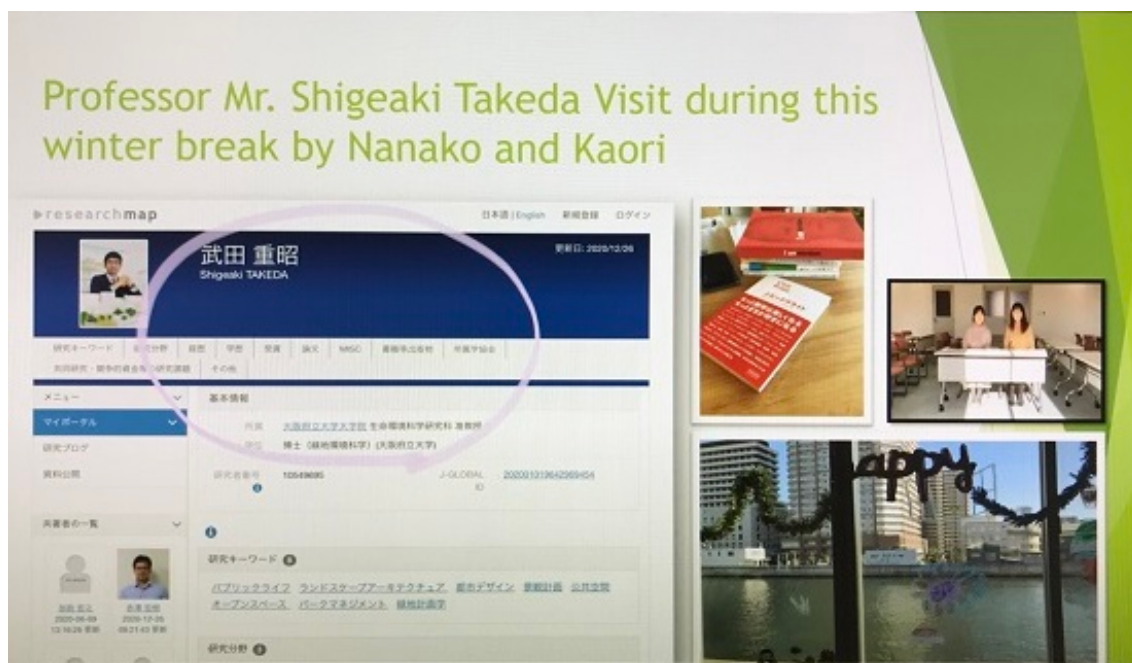 Professor Mr. Shigeaki Takeda Visit during this
winter break by Nanako and Kaori
researchmap
日本語 | English 新規登録 ログイン
武田 重昭
Shigeaki TAKEDA
更新日: 2020/12/26
研究キーワード 研究分野 経歴 学歴 受賞 論文 MISC 書籍等出版物 所属学協会
共同研究・競争的資金等の研究課題 その他
メニュー
マイポータル
研究ブログ
資料公開
共著者の一覧
2020-12-26
基本情報
所属 大阪府立大学大学院 生命環境科学研究科 准教授
学位 博士（緑地環境科学）(大阪府立大学)
研究者番号 10549695
J-GLOBAL
ID
研究キーワード 8
パブリックライフ ランドスケープアーキテクチュア 都市デザイン 景観計画 公共空間
オープンスペース パークマネジメント 緑地計画学
研究分野
appy